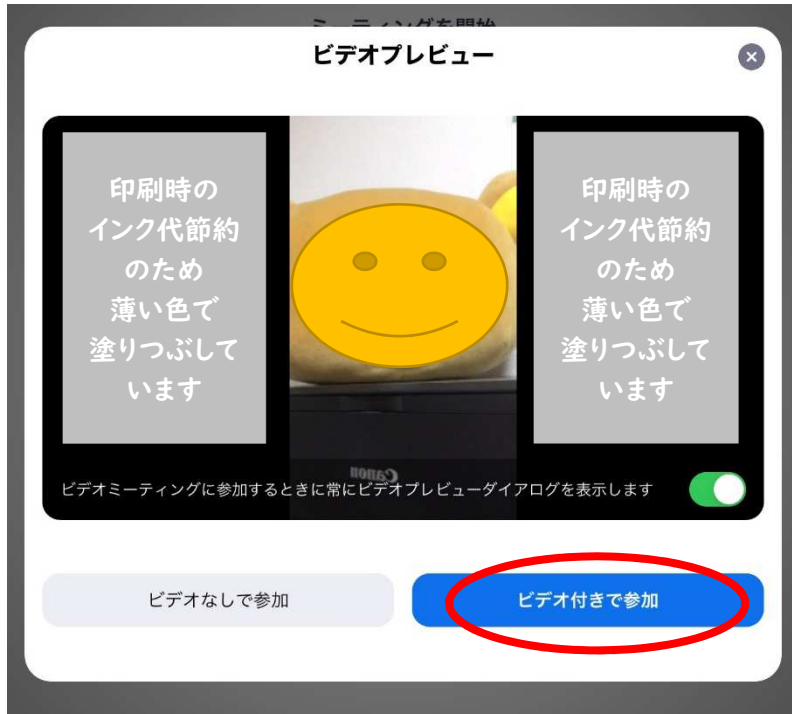 ミーティングを開始
ビデオプレビュー
印刷時の
インク代節約
のため
薄い色で
塗りつぶして
います
印刷時の
インク代節約
のため
薄い色で
塗りつぶして
います
Canon
ビデオミーティングに参加するときに常にビデオプレビューダイアログを表示します
ビデオなしで参加
ビデオ付きで参加